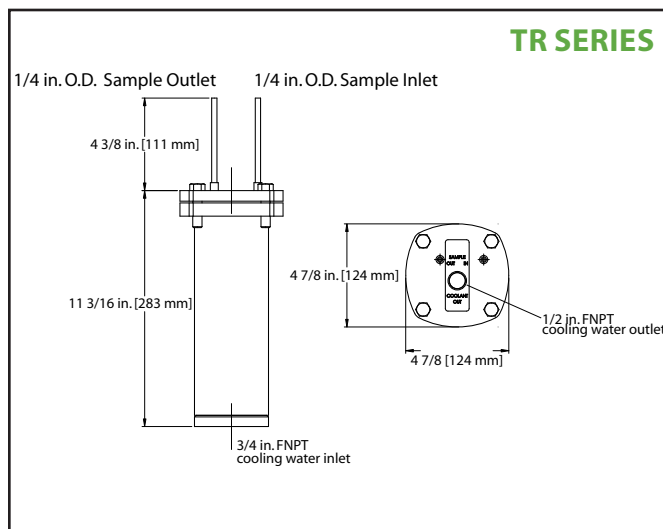 TR SERIES
1/4 in. O.D. Sample Outlet
1/4 in. O.D. Sample Inlet
4 3/8 in. [111 mm]
11 3/16 in. [283 mm]
3/4 in. FNPT
cooling water inlet
4 7/8 in. [124 mm]
SAMPLE
OUT IN
COOLANT
OUT
1/2 in. FNPT
cooling water outlet
4 7/8 [124 mm]